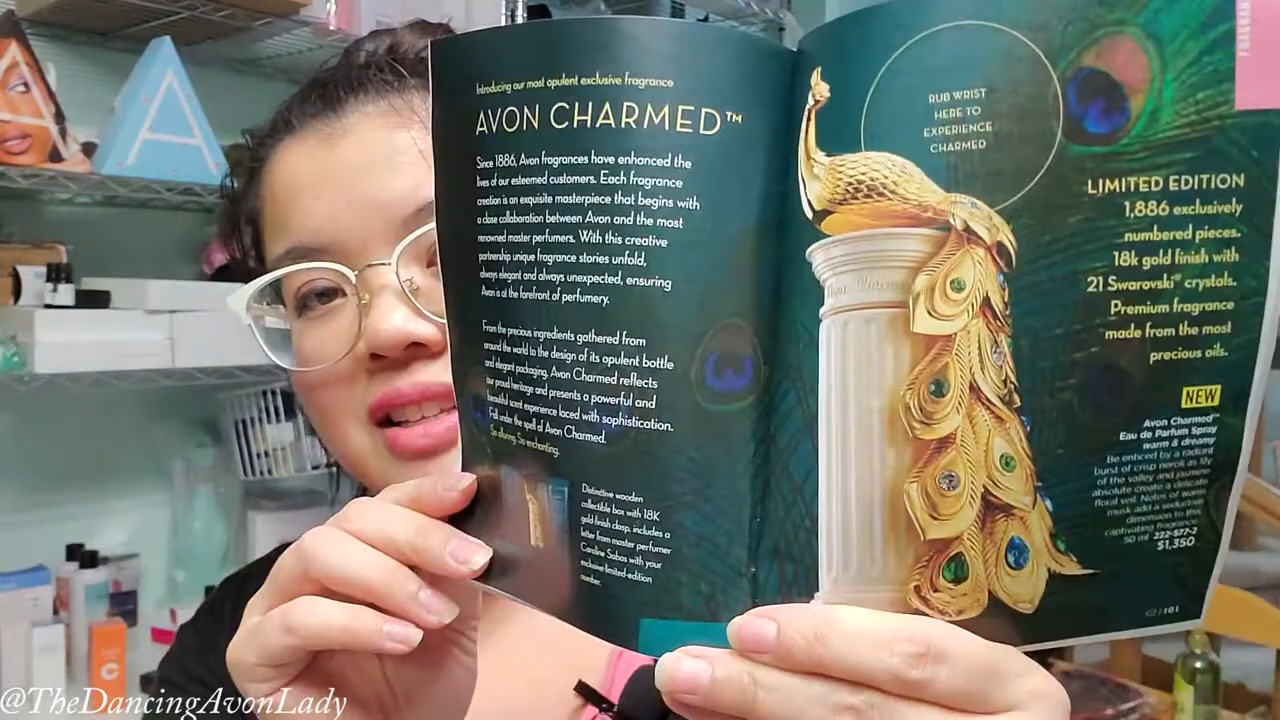 A
A
Introducing our most opulent exclusive fragrance
AVON CHARMED™
Since 1886, Avon fragrances have enhanced the
lives of our esteemed customers. Each fragrance
creation is an exquisite masterpiece that begins with
a close collaboration between Avon and the most
renowned master perfumers. With this creative
partnership unique fragrance stories unfold,
always elegant and always unexpected, ensuring
Avon is at the forefront of perfumery.
From the precious ingredients gathered from
around the world to the design of its opulent bottle
and elegant packaging, Avon Charmed reflects
our proud heritage and presents a powerful and
beautiful scent experience laced with sophistication.
Fall under the spell of Avon Charmed.
So alluring. So enchanting.
Distinctive wooden
collectible box with 18K
gold finish clasp, includes a
letter from master perfumer
Caroline Sabas with your
exclusive limited-edition
number.
RUB WRIST
HERE TO
EXPERIENCE
CHARMED
Avon Charmed
LIMITED EDITION
1,886 exclusively
numbered pieces.
18k gold finish with
21 Swarovski® crystals.
Premium fragrance
made from the most
precious oils.
NEW
Avon Charmed™
Eau de Parfum Spray
warm & dreamy
Be enticed by a radiant
burst of crisp neroli as lily
of the valley and jasmine
absolute create a delicate
floral veil. Notes of warm
musk add a seductive
dimension to this
captivating fragrance.
50 ml 222-577-2
$1,350
101
C
@TheDancingAvonLady